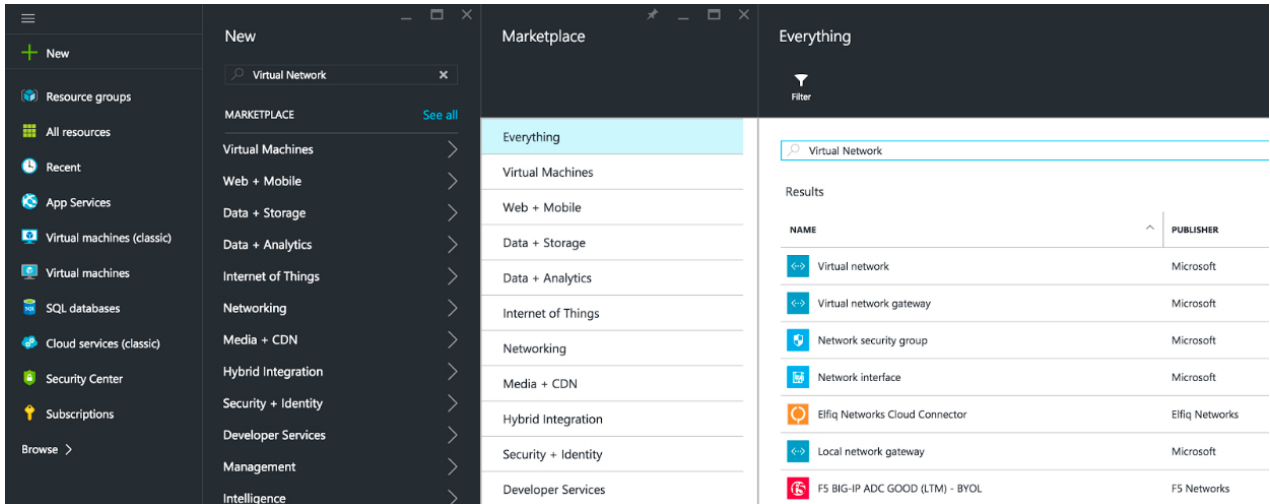 New
Resource groups
All resources
Recent
App Services
Virtual machines (classic)
Virtual machines
SQL databases
Cloud services (classic)
Security Center
Subscriptions
Browse >
New
Virtual Network
MARKETPLACE See all
Virtual Machines
Web + Mobile
Data + Storage
Data + Analytics
Internet of Things
Networking
Media + CDN
Hybrid Integration
Security + Identity
Developer Services
Management
Intelligence
Marketplace
Everything
Virtual Machines
Web + Mobile
Data + Storage
Data + Analytics
Internet of Things
Networking
Media + CDN
Hybrid Integration
Security + Identity
Developer Services
Everything
Filter
Virtual Network
Results
NAME PUBLISHER
Virtual network Microsoft
Virtual network gateway Microsoft
Network security group Microsoft
Network interface Microsoft
Elfiq Networks Cloud Connector Elfiq Networks
Local network gateway Microsoft
F5 BIG-IP ADC GOOD (LTM) - BYOL F5 Networks